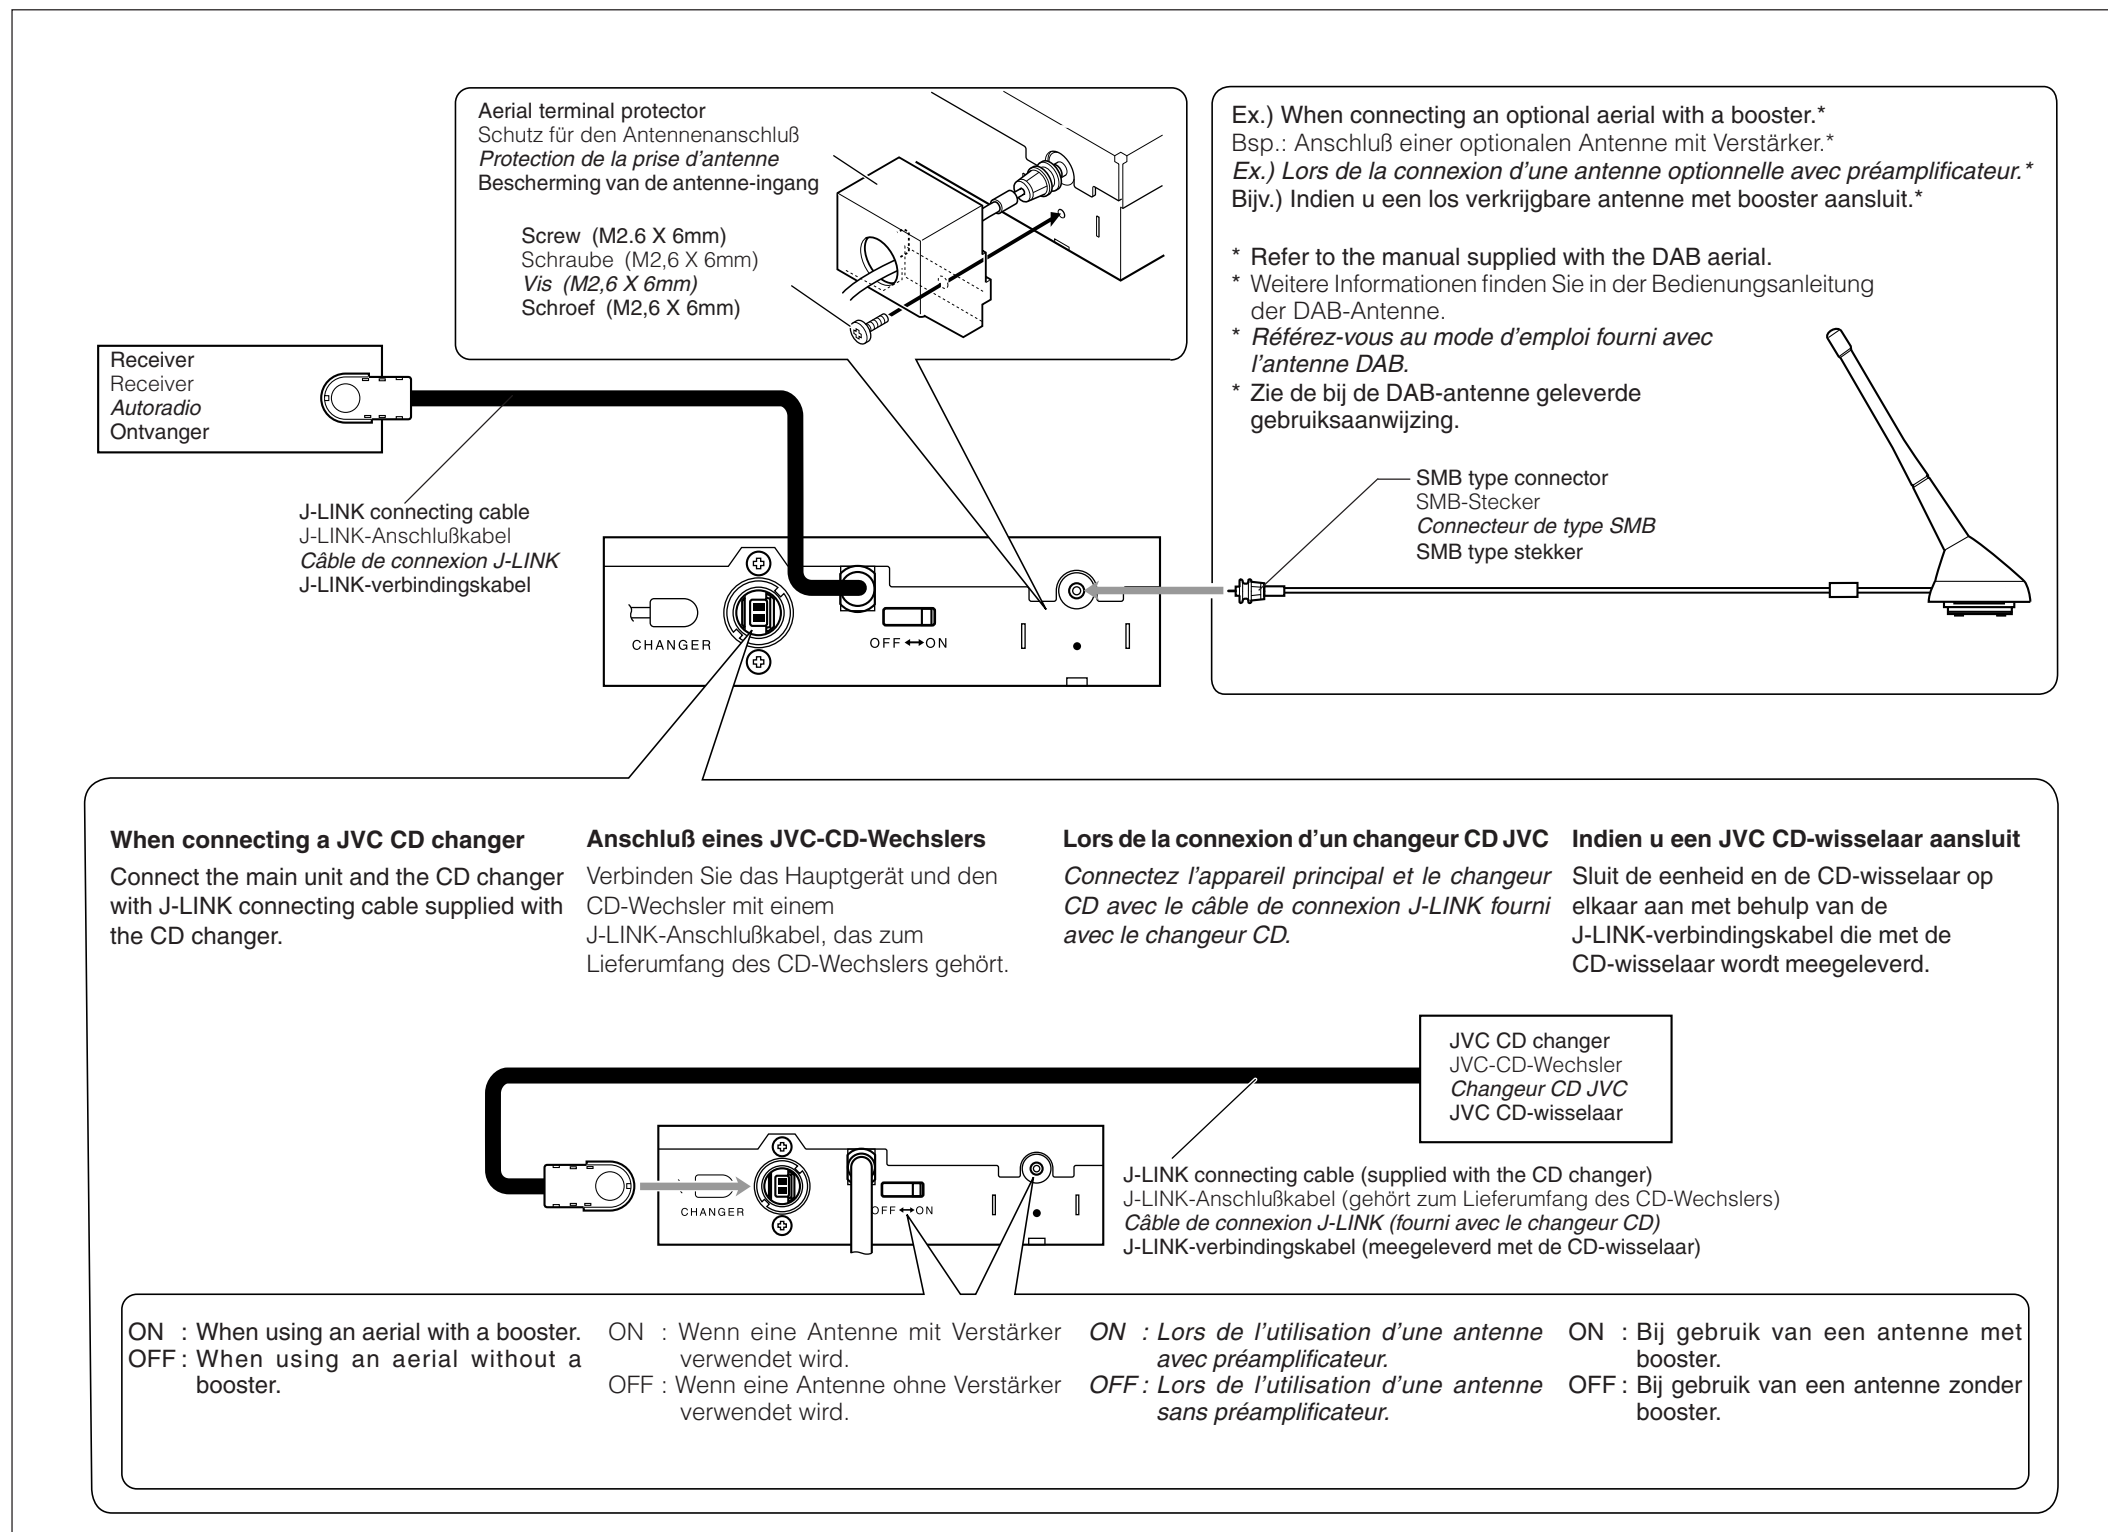 Aerial terminal protector
Schutz für den Antennenanschluß
Protection de la prise d'antenne
Bescherming van de antenne-ingang
Screw (M2.6 X 6mm)
Schraube (M2,6 X 6mm)
Vis (M2,6 X 6mm)
Schroef (M2,6 X 6mm)
Ex.) When connecting an optional aerial with a booster.*
Bsp.: Anschluß einer optionalen Antenne mit Verstärker.*
Ex.) Lors de la connexion d'une antenne optionnelle avec préamplificateur.*
Bijv.) Indien u een los verkrijgbare antenne met booster aansluit.*
* Refer to the manual supplied with the DAB aerial.
* Weitere Informationen finden Sie in der Bedienungsanleitung
der DAB-Antenne.
* Référez-vous au mode d'emploi fourni avec
l'antenne DAB.
* Zie de bij de DAB-antenne geleverde
gebruiksaanwijzing.
SMB type connector
SMB-Stecker
Connecteur de type SMB
SMB type stekker
Receiver
Receiver
Autoradio
Ontvanger
J-LINK connecting cable
J-LINK-Anschlußkabel
Câble de connexion J-LINK
J-LINK-verbindingskabel
CHANGER
OFF ↔ ON
When connecting a JVC CD changer
Connect the main unit and the CD changer
with J-LINK connecting cable supplied with
the CD changer.
Anschluß eines JVC-CD-Wechslers
Verbinden Sie das Hauptgerät und den
CD-Wechsler mit einem
J-LINK-Anschlußkabel, das zum
Lieferumfang des CD-Wechslers gehört.
Lors de la connexion d'un changeur CD JVC
Connectez l'appareil principal et le changeur
CD avec le câble de connexion J-LINK fourni
avec le changeur CD.
Indien u een JVC CD-wisselaar aansluit
Sluit de eenheid en de CD-wisselaar op
elkaar aan met behulp van de
J-LINK-verbindingskabel die met de
CD-wisselaar wordt meegeleverd.
JVC CD changer
JVC-CD-Wechsler
Changeur CD JVC
JVC CD-wisselaar
J-LINK connecting cable (supplied with the CD changer)
J-LINK-Anschlußkabel (gehört zum Lieferumfang des CD-Wechslers)
Câble de connexion J-LINK (fourni avec le changeur CD)
J-LINK-verbindingskabel (meegeleverd met de CD-wisselaar)
CHANGER
OFF ↔ ON
ON : When using an aerial with a booster.
OFF : When using an aerial without a
booster.
ON : Wenn eine Antenne mit Verstärker
verwendet wird.
OFF : Wenn eine Antenne ohne Verstärker
verwendet wird.
ON : Lors de l'utilisation d'une antenne
avec préamplificateur.
OFF : Lors de l'utilisation d'une antenne
sans préamplificateur.
ON : Bij gebruik van een antenne met
booster.
OFF : Bij gebruik van een antenne zonder
booster.